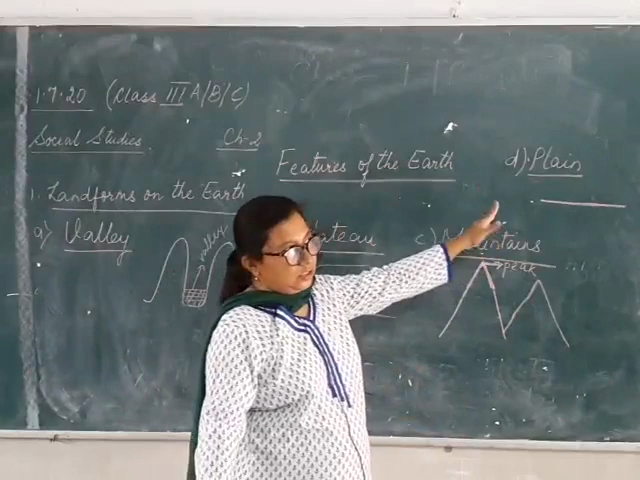 1.7.20 (Class III A/B/C)
Social Studies Ch-2
Features of the Earth
1. Landforms on the Earth
a) Valley
valley
c) Mountains
peak
d) Plain